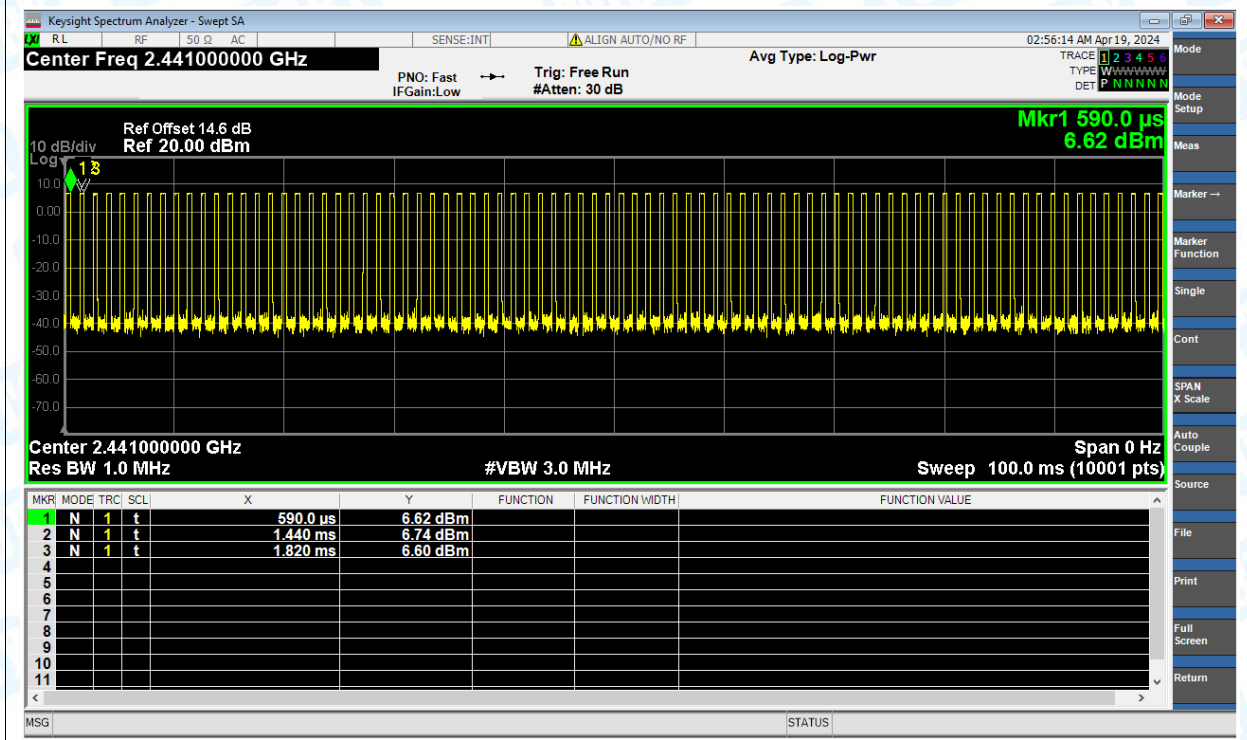 Keysight Spectrum Analyzer - Swept SA
LXI RL RF 50 Ω AC SENSE:INT ALIGN AUTO/NO RF 02:56:14 AM Apr 19, 2024
Center Freq 2.441000000 GHz
PNO: Fast
IFGain:Low
Trig: Free Run
#Atten: 30 dB
Avg Type: Log-Pwr
TRACE 1 2 3 4 5 6
TYPE WWWWWW
DET P N N N N N
Mkr1 590.0 µs
6.62 dBm
Ref Offset 14.6 dB
10 dB/div Ref 20.00 dBm
Log
1 3
10.0
0.00
-10.0
-20.0
-30.0
-40.0
-50.0
-60.0
-70.0
Center 2.441000000 GHz Span 0 Hz
Res BW 1.0 MHz #VBW 3.0 MHz Sweep 100.0 ms (10001 pts)
MKR MODE TRC SCL X Y FUNCTION FUNCTION WIDTH FUNCTION VALUE
1 N 1 t 590.0 µs 6.62 dBm
2 N 1 t 1.440 ms 6.74 dBm
3 N 1 t 1.820 ms 6.60 dBm
4
5
6
7
8
9
10
11
MSG STATUS
Mode
Mode
Setup
Meas
Marker →
Marker
Function
Single
Cont
SPAN
X Scale
Auto
Couple
Source
File
Print
Full
Screen
Return